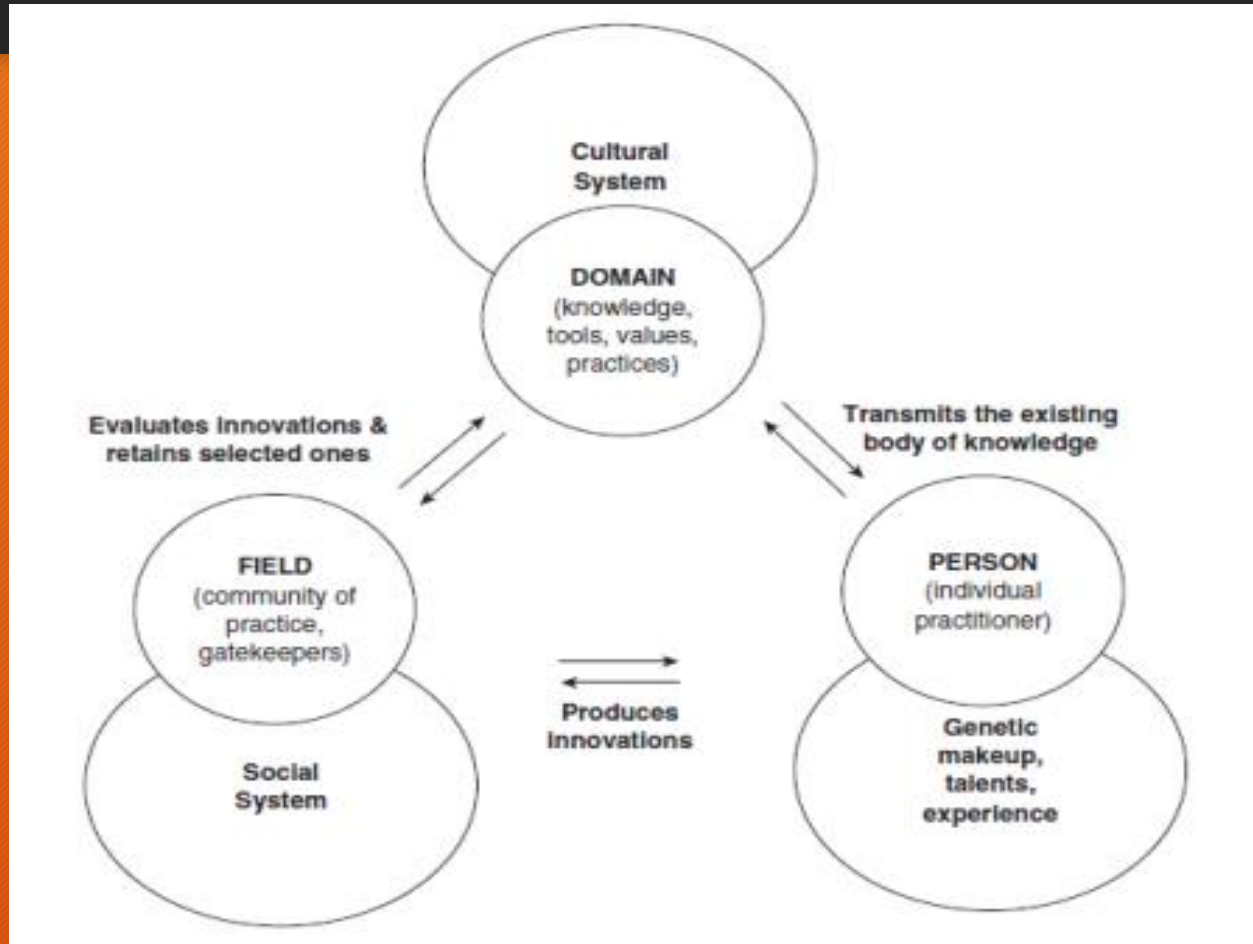 Cultural
System
DOMAIN
(knowledge,
tools, values,
practices)
Evaluates innovations &
retains selected ones
Transmits the existing
body of knowledge
FIELD
(community of
practice,
gatekeepers)
PERSON
(individual
practitioner)
Produces
innovations
Social
System
Genetic
makeup,
talents,
experience